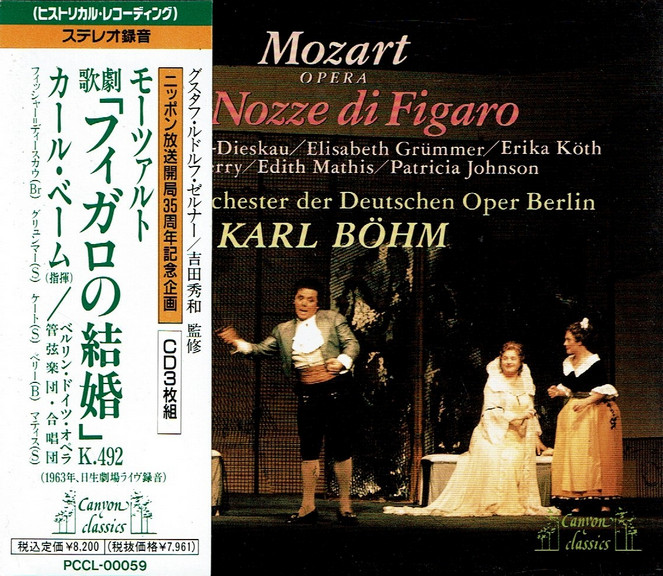 (ヒストリカル・レコーディング)
ステレオ録音
グスタフ・ルドルフ・ゼルナー/吉田秀和 監修
ニッポン放送開局35周年記念企画
CD3枚組
モーツァルト
歌劇「フィガロの結婚」K.492
カール・ベーム(指揮)/ベルリン・ドイツ・オペラ
管弦楽団・合唱団
フィッシャー=ディースカウ(Br) グリュンマー(S) ケート(S) ベリー(B) マティス(S)
(1963年、日生劇場ライヴ録音)
Canyon
classics
税込定価¥8,200 (税抜価格¥7,961)
PCCL-00059
Mozart
OPERA
Nozze di Figaro
-Dieskau/Elisabeth Grümmer/Erika Köth
erry/Edith Mathis/Patricia Johnson
chester der Deutschen Oper Berlin
KARL BÖHM
Canyon
classics